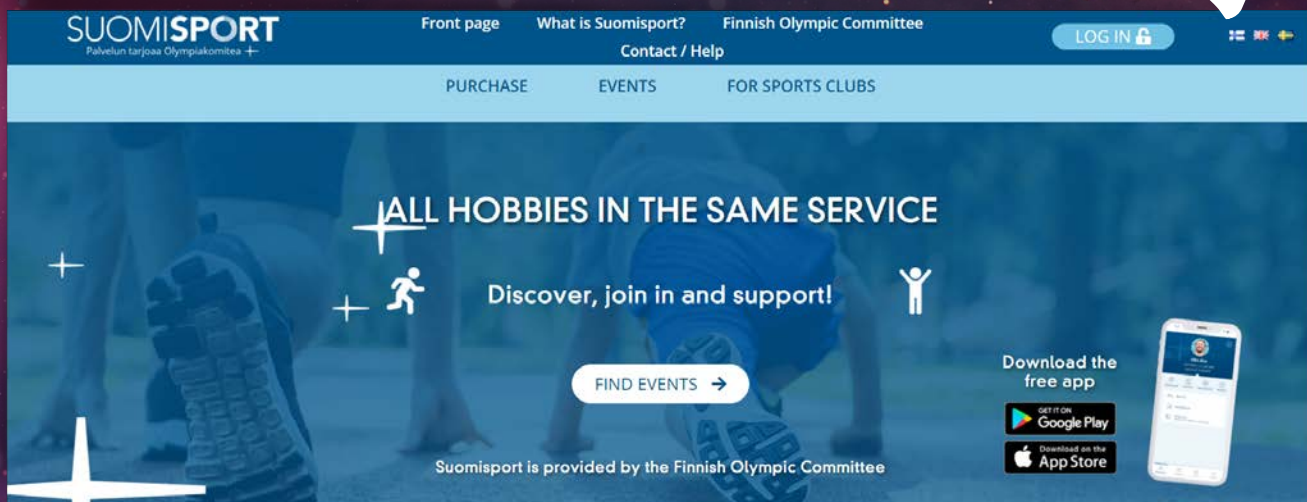 SUOMISPORT
Palvelun tarjoaa Olympiakomitea
Front page What is Suomisport? Finnish Olympic Committee
Contact / Help
LOG IN
PURCHASE EVENTS FOR SPORTS CLUBS
ALL HOBBIES IN THE SAME SERVICE
Discover, join in and support!
FIND EVENTS →
Download the
free app
GET IT ON
Google Play
Download on the
App Store
Suomisport is provided by the Finnish Olympic Committee